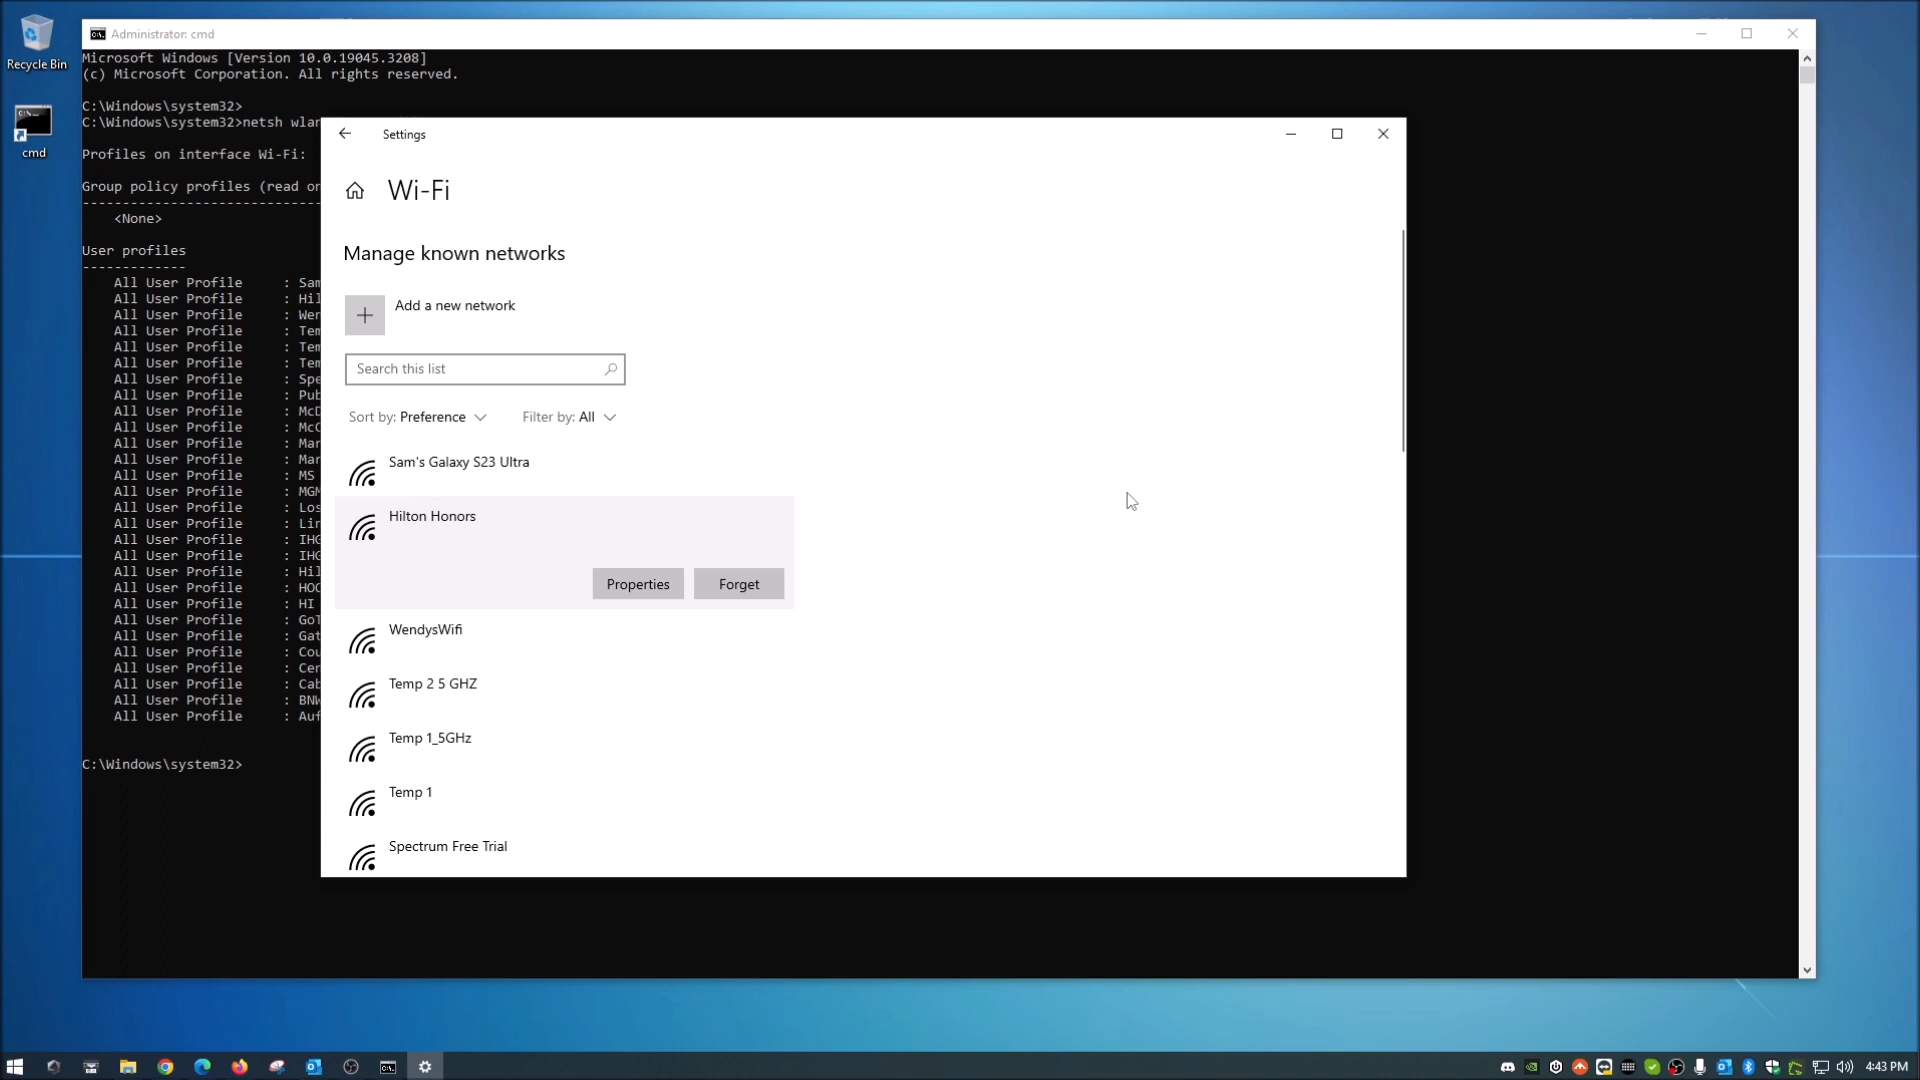 Recycle Bin
cmd
Administrator: cmd
Microsoft Windows [Version 10.0.19045.3208]
(c) Microsoft Corporation. All rights reserved.
C:\Windows\system32>
C:\Windows\system32>netsh wlan
Profiles on interface Wi-Fi:
Group policy profiles (read on
---------------------------------
<None>
User profiles
-------------
All User Profile : Sam
All User Profile : Hil
All User Profile : Wen
All User Profile : Tem
All User Profile : Tem
All User Profile : Tem
All User Profile : Spe
All User Profile : Pub
All User Profile : McD
All User Profile : McC
All User Profile : Mar
All User Profile : Mar
All User Profile : MS
All User Profile : MGM
All User Profile : Los
All User Profile : Lin
All User Profile : IHG
All User Profile : IHG
All User Profile : Hil
All User Profile : HOG
All User Profile : HI
All User Profile : GoT
All User Profile : Gat
All User Profile : Cou
All User Profile : Cen
All User Profile : Cab
All User Profile : BNW
All User Profile : Auf
C:\Windows\system32>
Settings
Wi-Fi
Manage known networks
Add a new network
Search this list
Sort by: Preference Filter by: All
Sam's Galaxy S23 Ultra
Hilton Honors
Properties Forget
WendysWifi
Temp 2 5 GHZ
Temp 1_5GHz
Temp 1
Spectrum Free Trial
4:43 PM